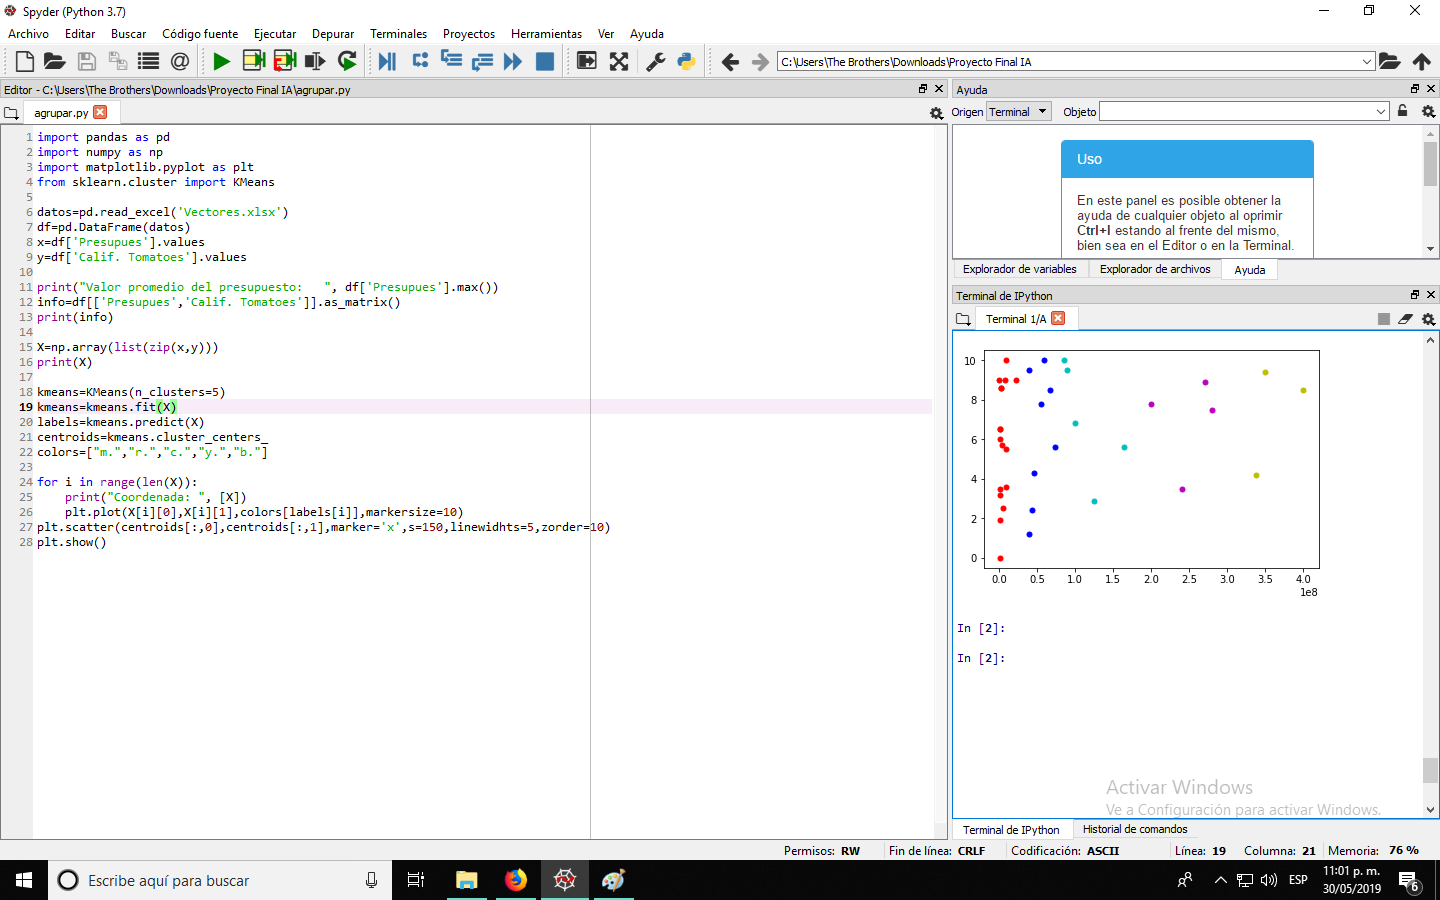 Spyder (Python 3.7)
Archivo Editar Buscar Código fuente Ejecutar Depurar Terminales Proyectos Herramientas Ver Ayuda
C:\Users\The Brothers\Downloads\Proyecto Final IA
Editor - C:\Users\The Brothers\Downloads\Proyecto Final IA\agrupar.py
agrupar.py
1 import pandas as pd
2 import numpy as np
3 import matplotlib.pyplot as plt
4 from sklearn.cluster import KMeans
5
6 datos=pd.read_excel('Vectores.xlsx')
7 df=pd.DataFrame(datos)
8 x=df['Presupues'].values
9 y=df['Calif. Tomatoes'].values
10
11 print("Valor promedio del presupuesto:   ", df['Presupues'].max())
12 info=df[['Presupues','Calif. Tomatoes']].as_matrix()
13 print(info)
14
15 X=np.array(list(zip(x,y)))
16 print(X)
17
18 kmeans=KMeans(n_clusters=5)
19 kmeans=kmeans.fit(X)
20 labels=kmeans.predict(X)
21 centroids=kmeans.cluster_centers_
22 colors=["m.","r.","c.","y.","b."]
23
24 for i in range(len(X)):
25     print("Coordenada: ", [X])
26     plt.plot(X[i][0],X[i][1],colors[labels[i]],markersize=10)
27 plt.scatter(centroids[:,0],centroids[:,1],marker='x',s=150,linewidhts=5,zorder=10)
28 plt.show()
Ayuda
Origen Terminal Objeto
Uso
En este panel es posible obtener la
ayuda de cualquier objeto al oprimir
Ctrl+I estando al frente del mismo,
bien sea en el Editor o en la Terminal.
Explorador de variables Explorador de archivos Ayuda
Terminal de IPython
Terminal 1/A
10
8
6
4
2
0
0.0 0.5 1.0 1.5 2.0 2.5 3.0 3.5 4.0
1e8
In [2]:
In [2]:
Activar Windows
Ve a Configuración para activar Windows.
Terminal de IPython Historial de comandos
Permisos: RW Fin de línea: CRLF Codificación: ASCII Línea: 19 Columna: 21 Memoria: 76 %
Escribe aquí para buscar
ESP
11:01 p. m.
30/05/2019
6